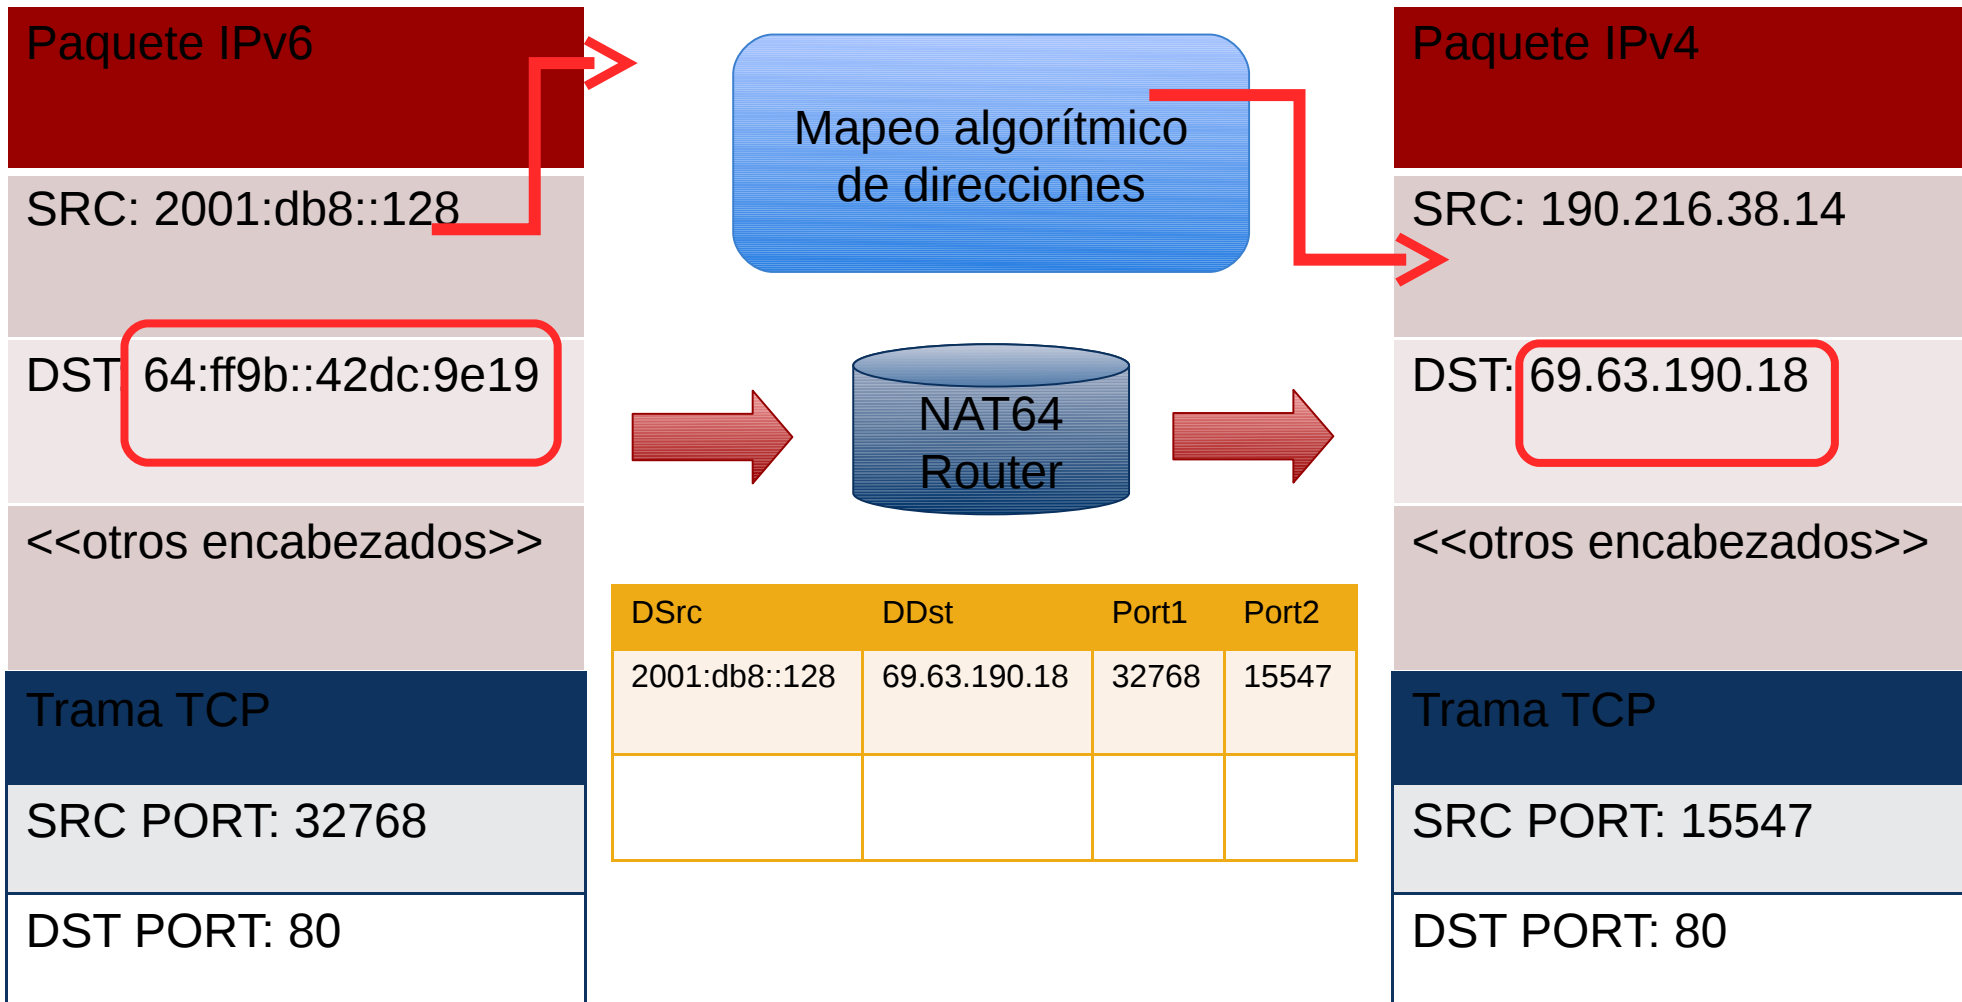 Paquete IPv6
SRC: 2001:db8::128
DST: 64:ff9b::42dc:9e19
<<otros encabezados>>
Trama TCP
SRC PORT: 32768
DST PORT: 80
Mapeo algorítmico
de direcciones
NAT64
Router
DSrc DDst Port1 Port2
2001:db8::128 69.63.190.18 32768 15547
Paquete IPv4
SRC: 190.216.38.14
DST: 69.63.190.18
<<otros encabezados>>
Trama TCP
SRC PORT: 15547
DST PORT: 80